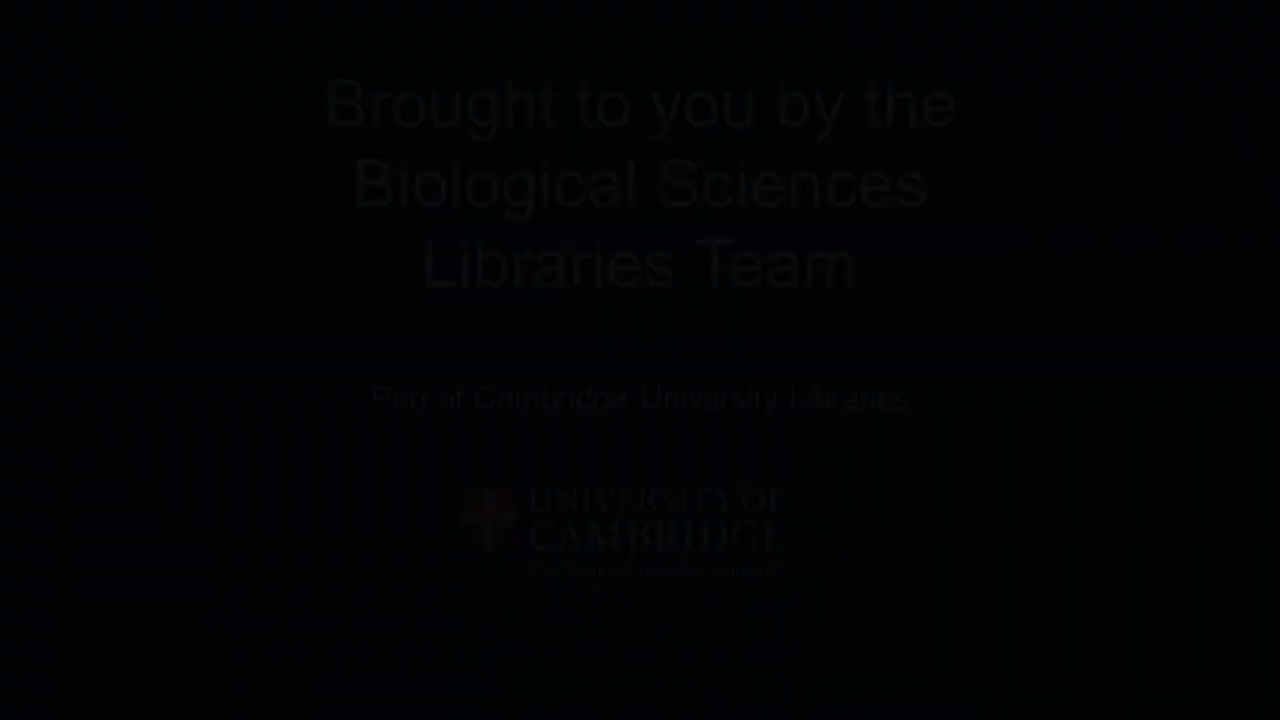 Brought to you by the
Biological Sciences
Libraries Team
Part of Cambridge University Libraries
UNIVERSITY OF
CAMBRIDGE